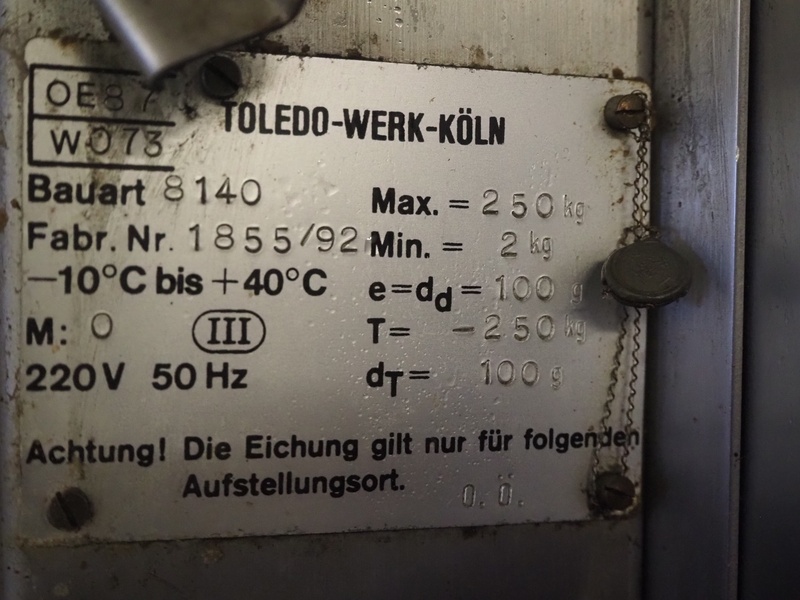 OE87
W073
TOLEDO-WERK-KÖLN
Bauart 8140
Fabr. Nr. 1855/92
-10°C bis +40°C
M: 0 III
220V 50 Hz
Max. = 250 kg
Min. = 2 kg
e=dd= 100 g
T= -250 kg
dT= 100 g
Achtung! Die Eichung gilt nur für folgenden
Aufstellungsort. O.Ö.